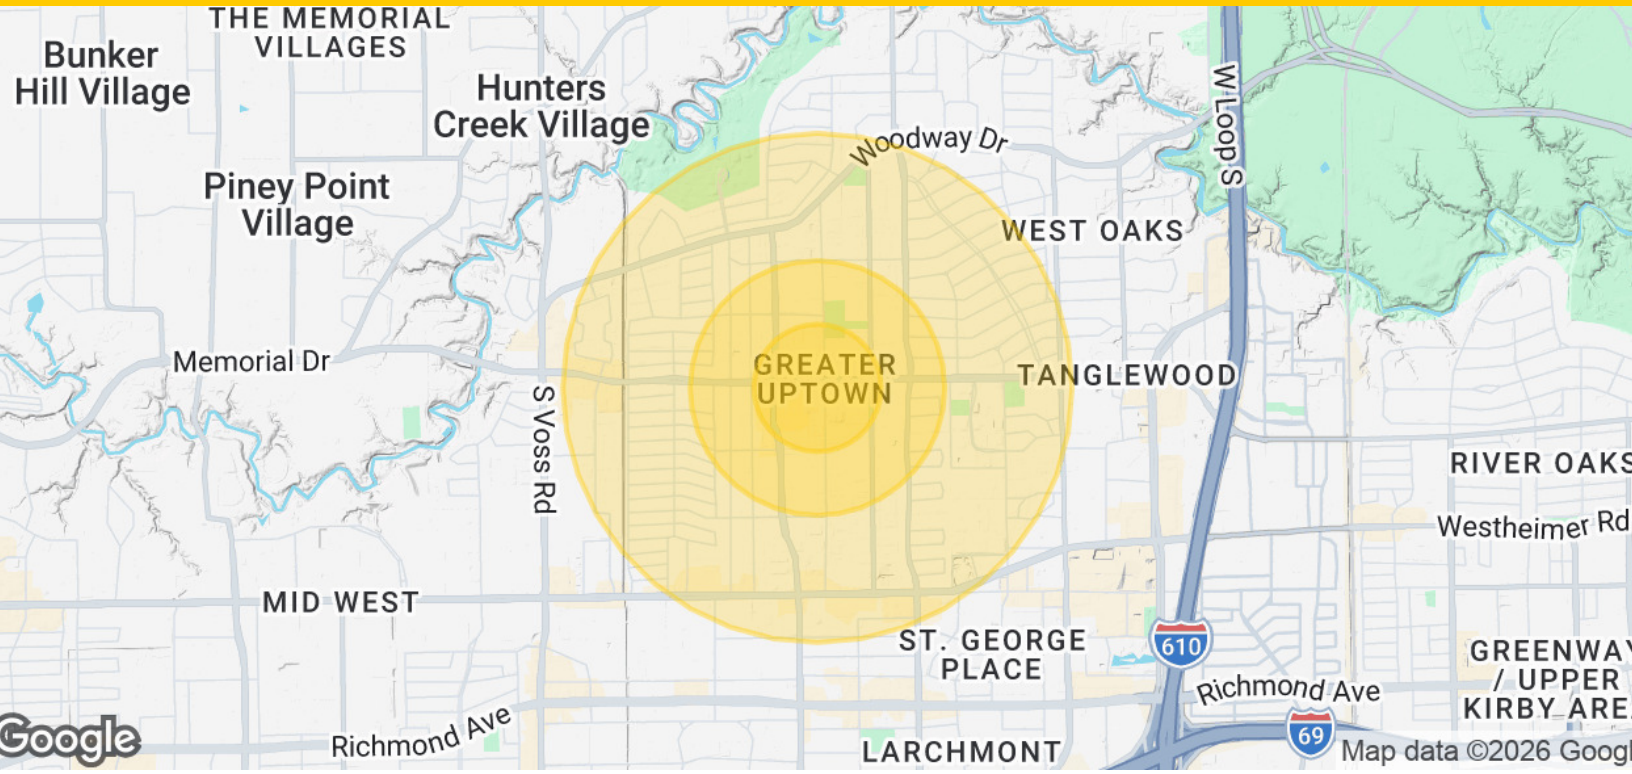 THE MEMORIAL
VILLAGES
Bunker
Hill Village
Hunters
Creek Village
W Loop S
Woodway Dr
Piney Point
Village
WEST OAKS
Memorial Dr
GREATER
UPTOWN
TANGLEWOOD
S Voss Rd
RIVER OAKS
Westheimer Rd
MID WEST
ST. GEORGE
PLACE
610
GREENWAY
/ UPPER
KIRBY ARE
Richmond Ave
Richmond Ave
69
Google
LARCHMONT
Map data ©2026 Googl